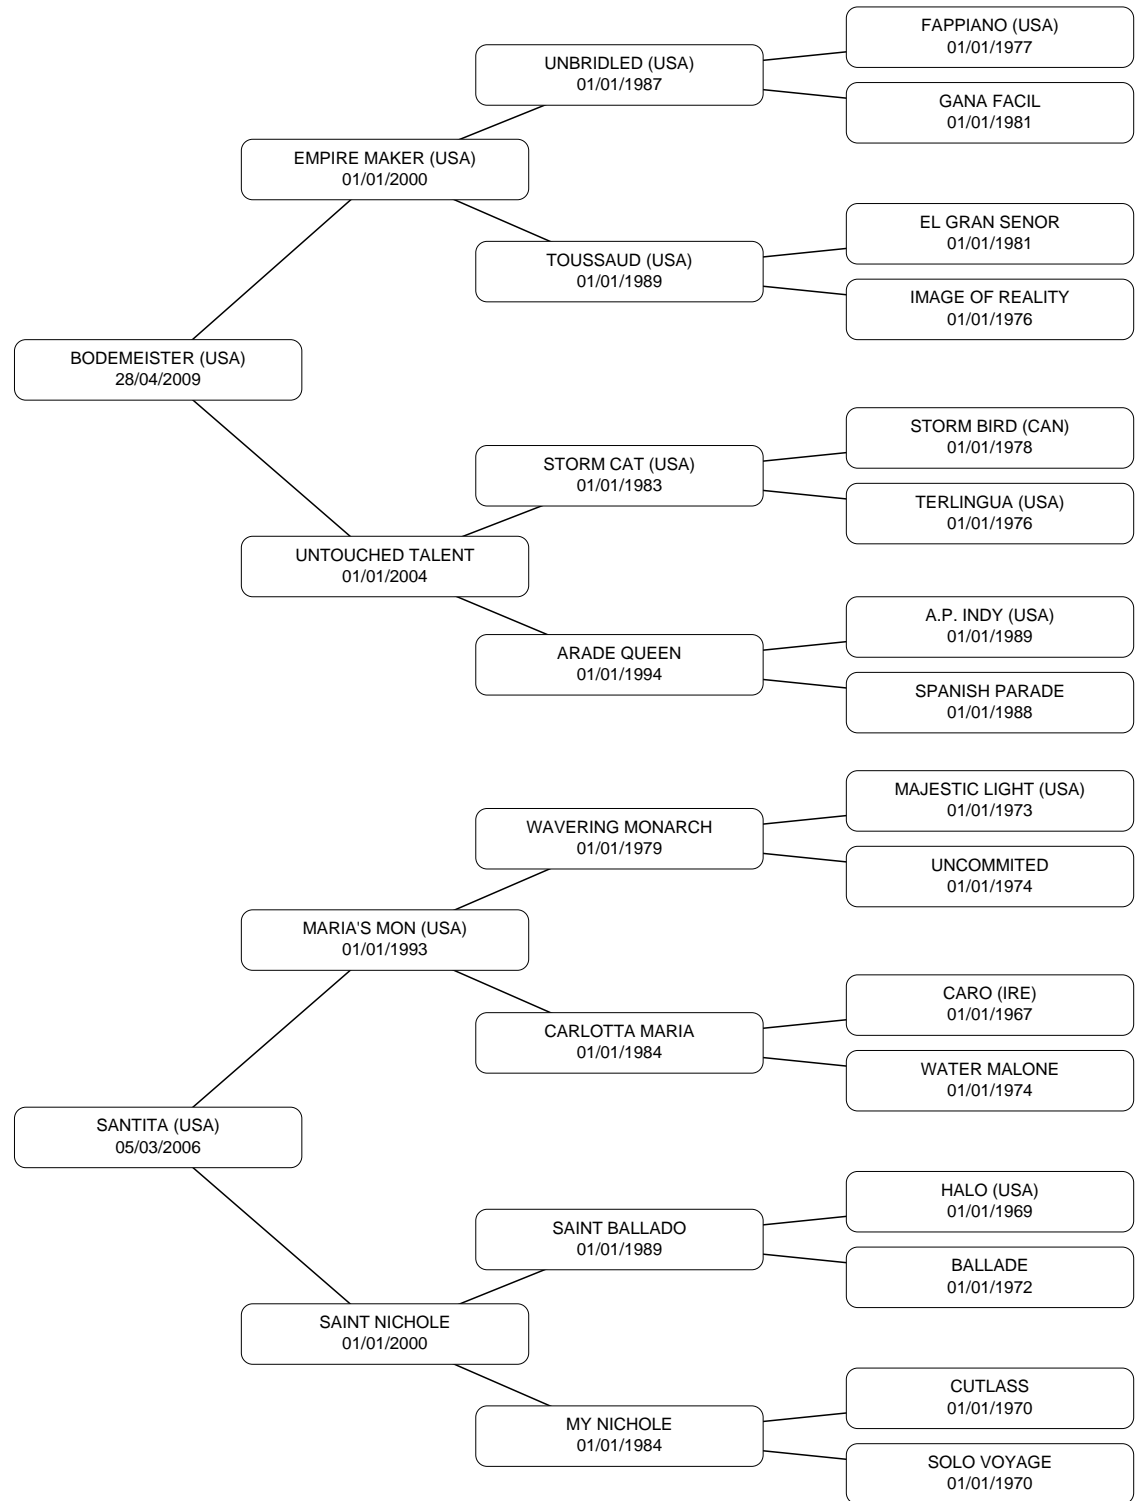 FAPPIANO (USA)
01/01/1977
UNBRIDLED (USA)
01/01/1987
GANA FACIL
01/01/1981
EMPIRE MAKER (USA)
01/01/2000
EL GRAN SENOR
01/01/1981
TOUSSAUD (USA)
01/01/1989
IMAGE OF REALITY
01/01/1976
BODEMEISTER (USA)
28/04/2009
STORM BIRD (CAN)
01/01/1978
STORM CAT (USA)
01/01/1983
TERLINGUA (USA)
01/01/1976
UNTOUCHED TALENT
01/01/2004
A.P. INDY (USA)
01/01/1989
ARADE QUEEN
01/01/1994
SPANISH PARADE
01/01/1988
MAJESTIC LIGHT (USA)
01/01/1973
WAVERING MONARCH
01/01/1979
UNCOMMITED
01/01/1974
MARIA'S MON (USA)
01/01/1993
CARO (IRE)
01/01/1967
CARLOTTA MARIA
01/01/1984
WATER MALONE
01/01/1974
SANTITA (USA)
05/03/2006
HALO (USA)
01/01/1969
SAINT BALLADO
01/01/1989
BALLADE
01/01/1972
SAINT NICHOLE
01/01/2000
CUTLASS
01/01/1970
MY NICHOLE
01/01/1984
SOLO VOYAGE
01/01/1970